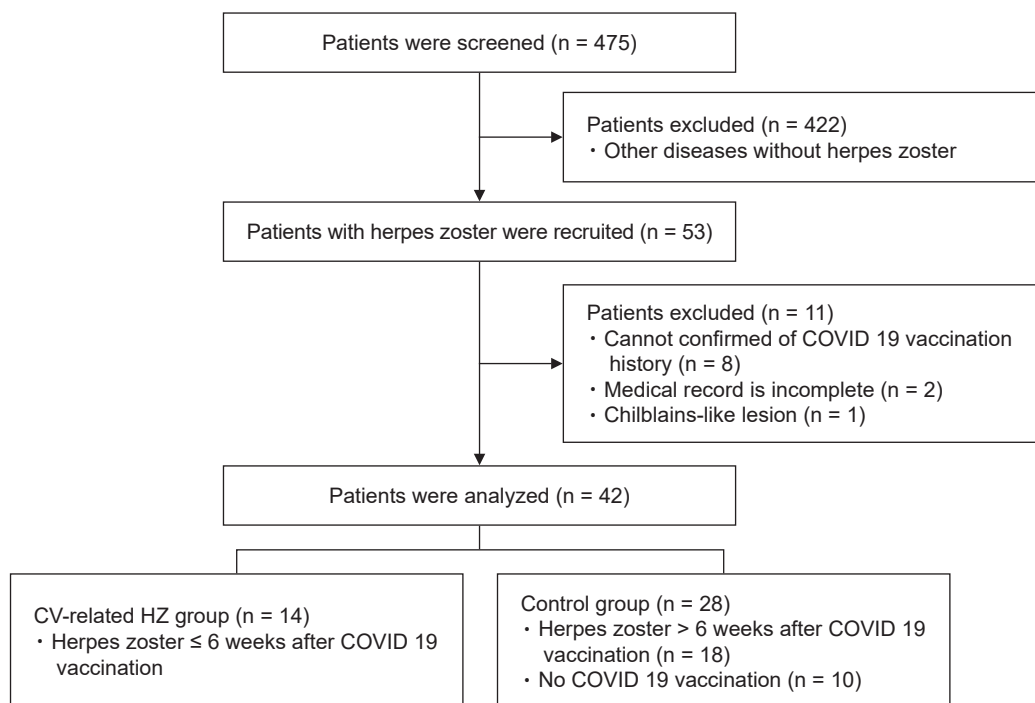 Patients were screened (n = 475)
Patients excluded (n = 422)
· Other diseases without herpes zoster
Patients with herpes zoster were recruited (n = 53)
Patients excluded (n = 11)
· Cannot confirmed of COVID 19 vaccination
history (n = 8)
· Medical record is incomplete (n = 2)
· Chilblains-like lesion (n = 1)
Patients were analyzed (n = 42)
CV-related HZ group (n = 14)
· Herpes zoster ≤ 6 weeks after COVID 19
vaccination
Control group (n = 28)
· Herpes zoster > 6 weeks after COVID 19
vaccination (n = 18)
· No COVID 19 vaccination (n = 10)